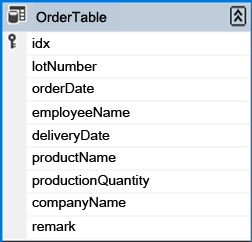 OrderTable
idx
lotNumber
orderDate
employeeName
deliveryDate
productName
productionQuantity
companyName
remark